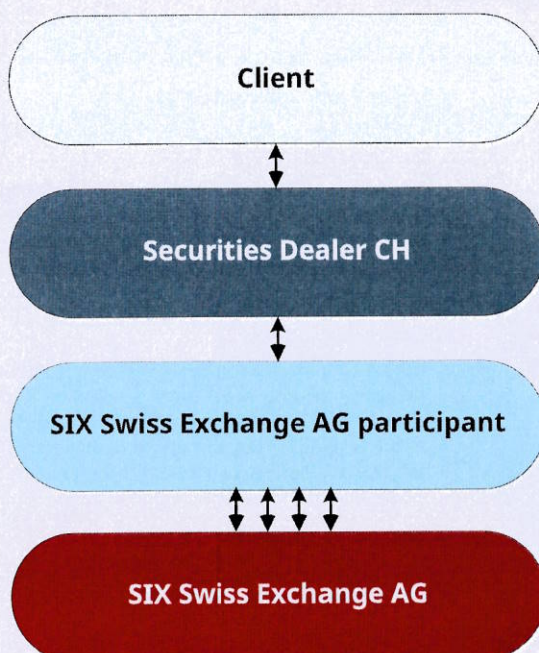 Client
Securities Dealer CH
SIX Swiss Exchange AG participant
SIX Swiss Exchange AG